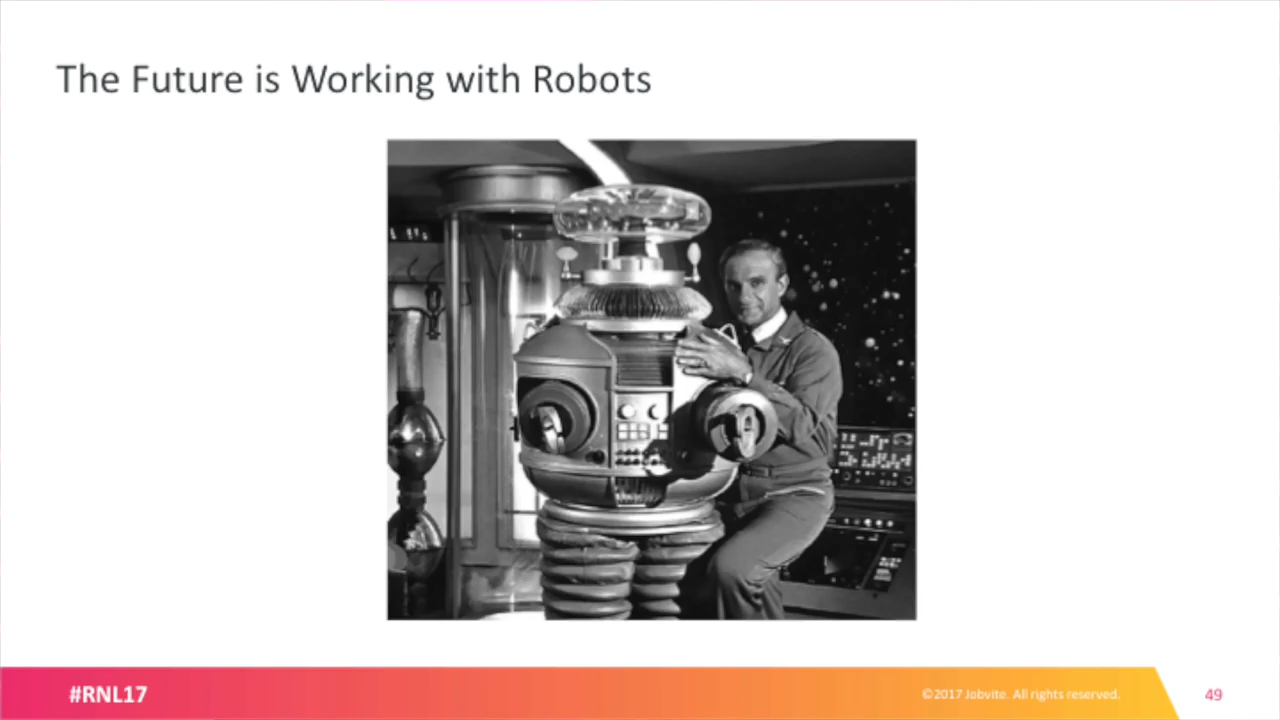 The Future is Working with Robots
#RNL17
©2017 Jobvite. All rights reserved.
49